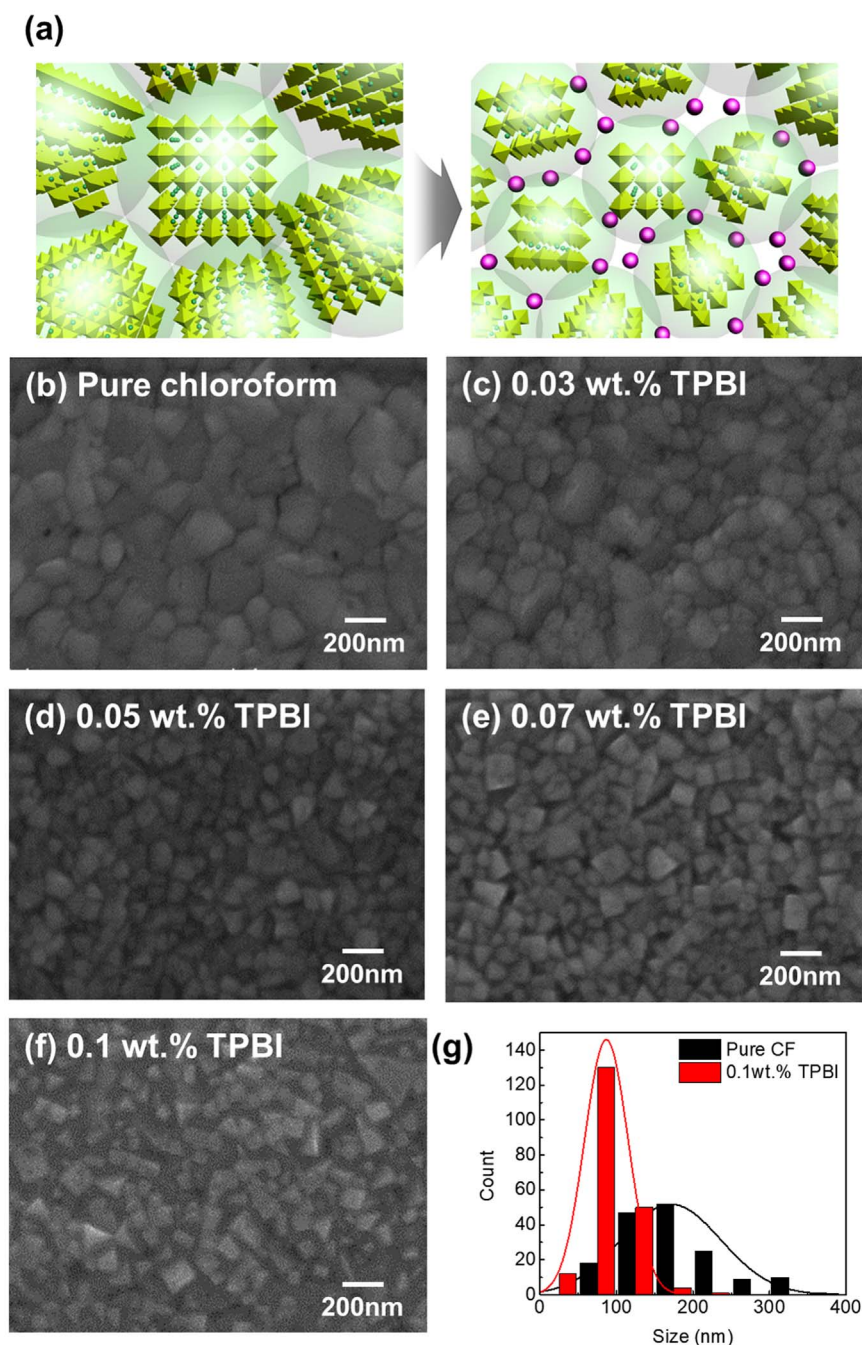 (a)
(b) Pure chloroform
200nm
(c) 0.03 wt.% TPBI
200nm
(d) 0.05 wt.% TPBI
200nm
(e) 0.07 wt.% TPBI
200nm
(f) 0.1 wt.% TPBI
200nm
(g)
Pure CF
0.1wt.% TPBI
140
120
100
80
60
40
20
0
Count
0 100 200 300 400
Size (nm)